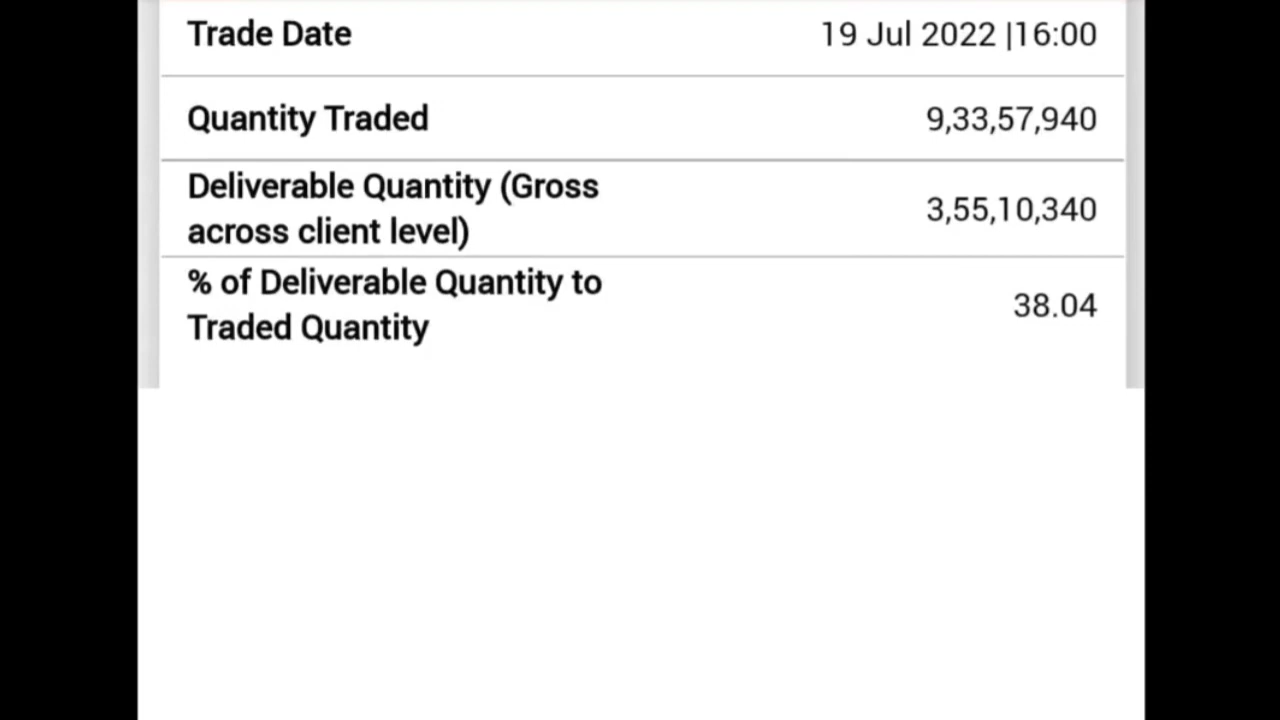 Trade Date 19 Jul 2022 |16:00
Quantity Traded 9,33,57,940
Deliverable Quantity (Gross
across client level) 3,55,10,340
% of Deliverable Quantity to
Traded Quantity 38.04